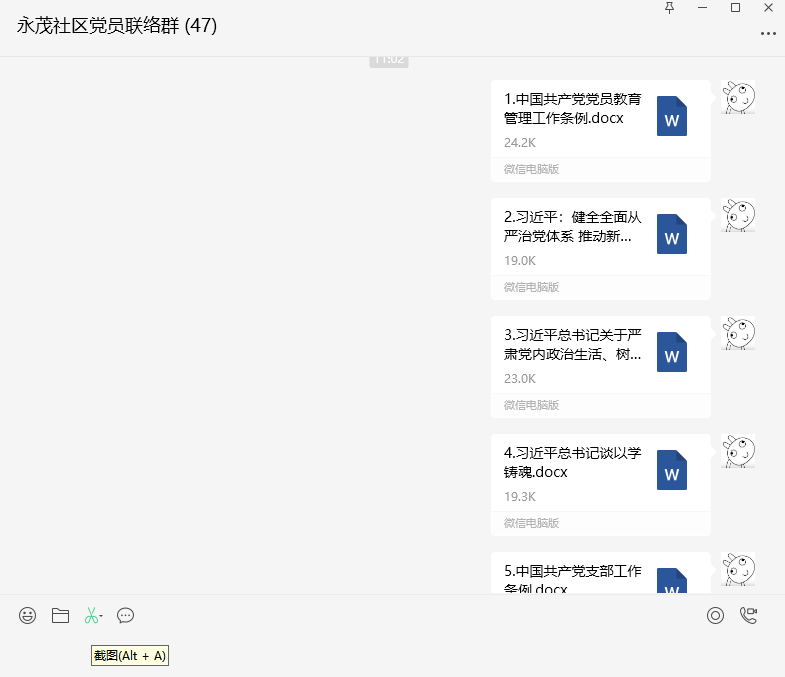 永茂社区党员联络群 (47)
11:02
1.中国共产党党员教育
管理工作条例.docx
24.2K
微信电脑版
2.习近平：健全全面从
严治党体系 推动新...
19.0K
微信电脑版
3.习近平总书记关于严
肃党内政治生活、树...
23.0K
微信电脑版
4.习近平总书记谈以学
铸魂.docx
19.3K
微信电脑版
5.中国共产党支部工作
条例.docx
W
W
W
W
W
截图(Alt + A)